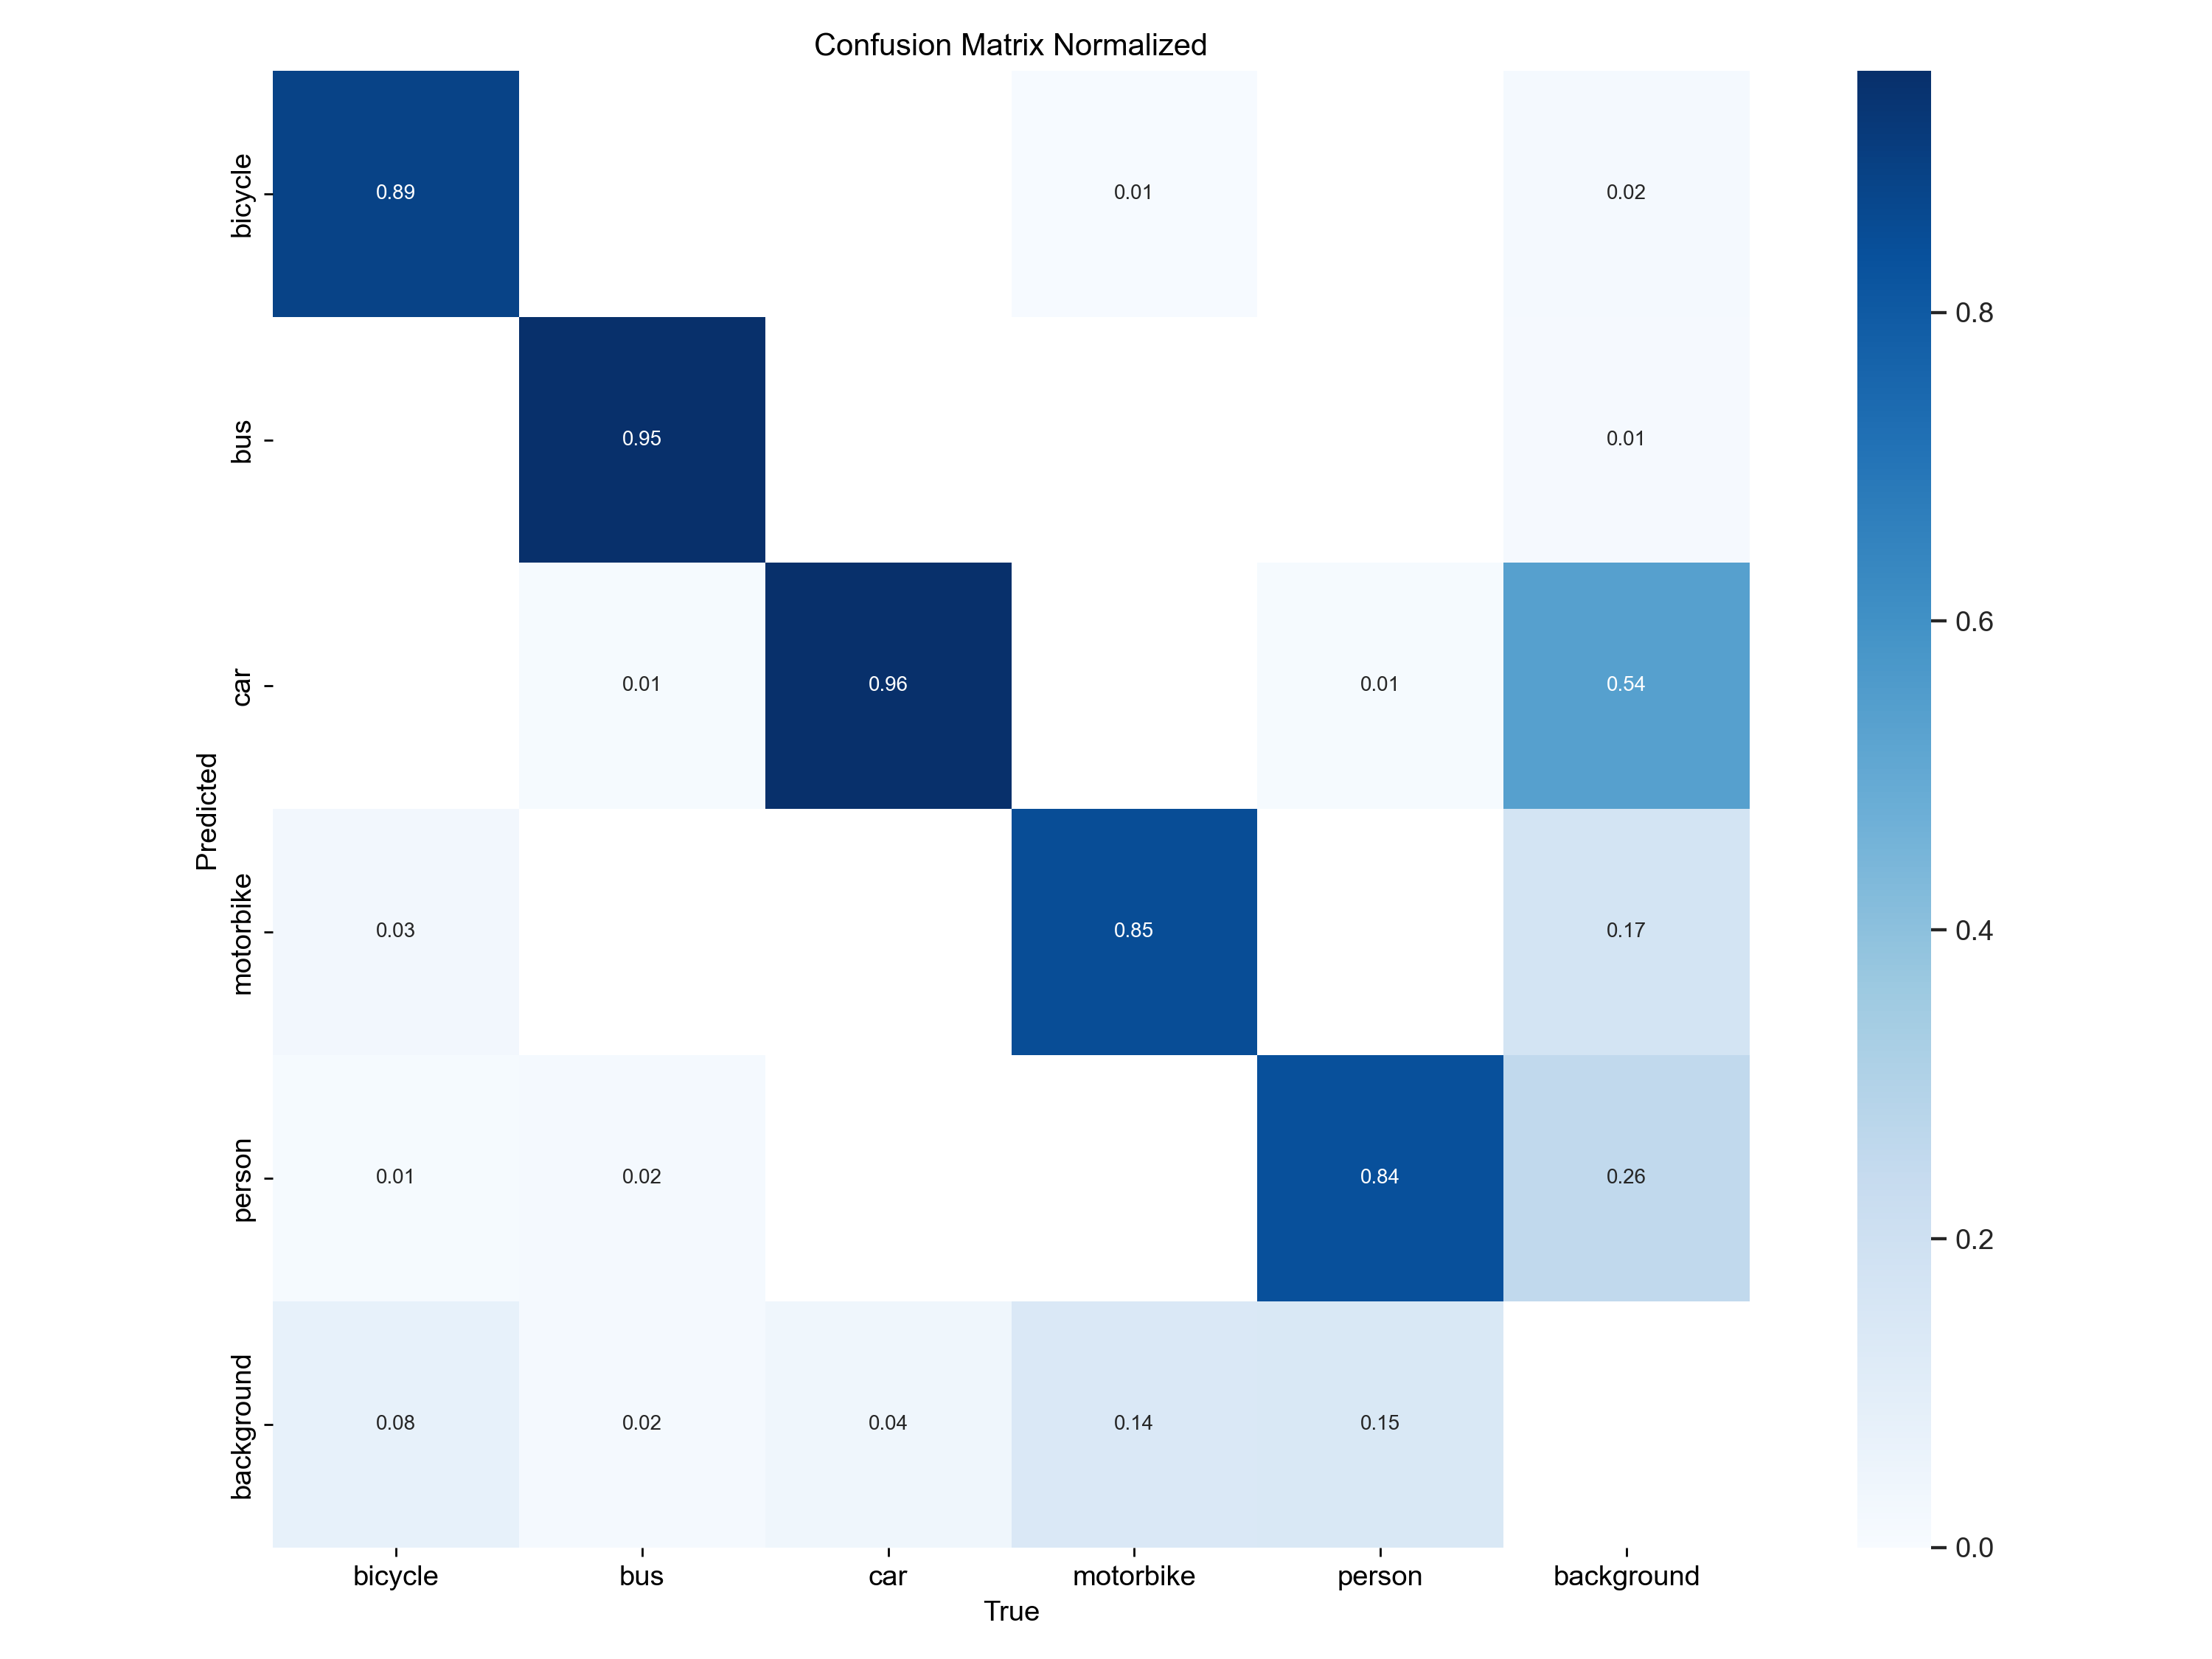 Confusion Matrix Normalized
bicycle 0.89 0.01 0.02
0.8
bus 0.95 0.01
0.6
car 0.01 0.96 0.01 0.54
Predicted
motorbike 0.03 0.85 0.17
0.4
person 0.01 0.02 0.84 0.26
0.2
background 0.08 0.02 0.04 0.14 0.15
0.0
bicycle bus car motorbike person background
True